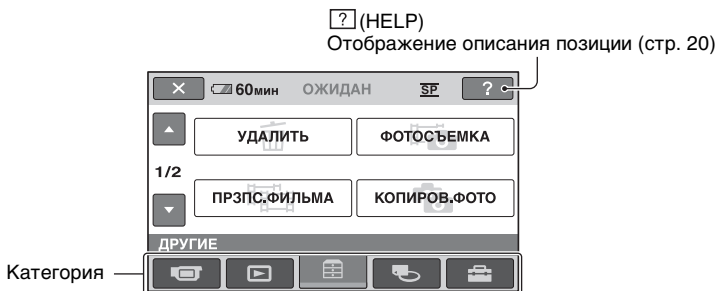 ? (HELP)
Отображение описания позиции (стр. 20)
60мин ОЖИДАН SP ?
УДАЛИТЬ ФОТОСЪЕМКА
1/2
ПРЗПС.ФИЛЬМА КОПИРОВ.ФОТО
ДРУГИЕ
Категория